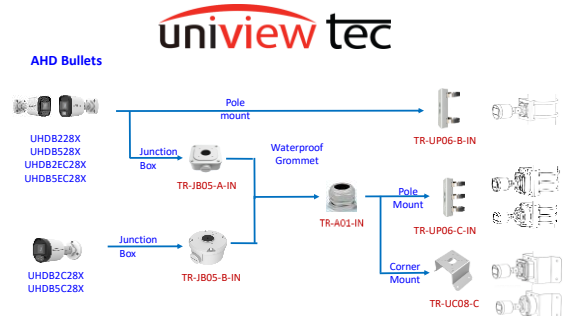 uniview tec
AHD Bullets
Pole
mount
UHDB228X
UHDB528X
UHDB2EC28X
UHDB5EC28X
Junction
Box
TR-JB05-A-IN
Waterproof
Grommet
TR-UP06-B-IN
TR-A01-IN
Pole
Mount
TR-UP06-C-IN
Junction
Box
TR-JB05-B-IN
UHDB2C28X
UHDB5C28X
Corner
Mount
TR-UC08-C